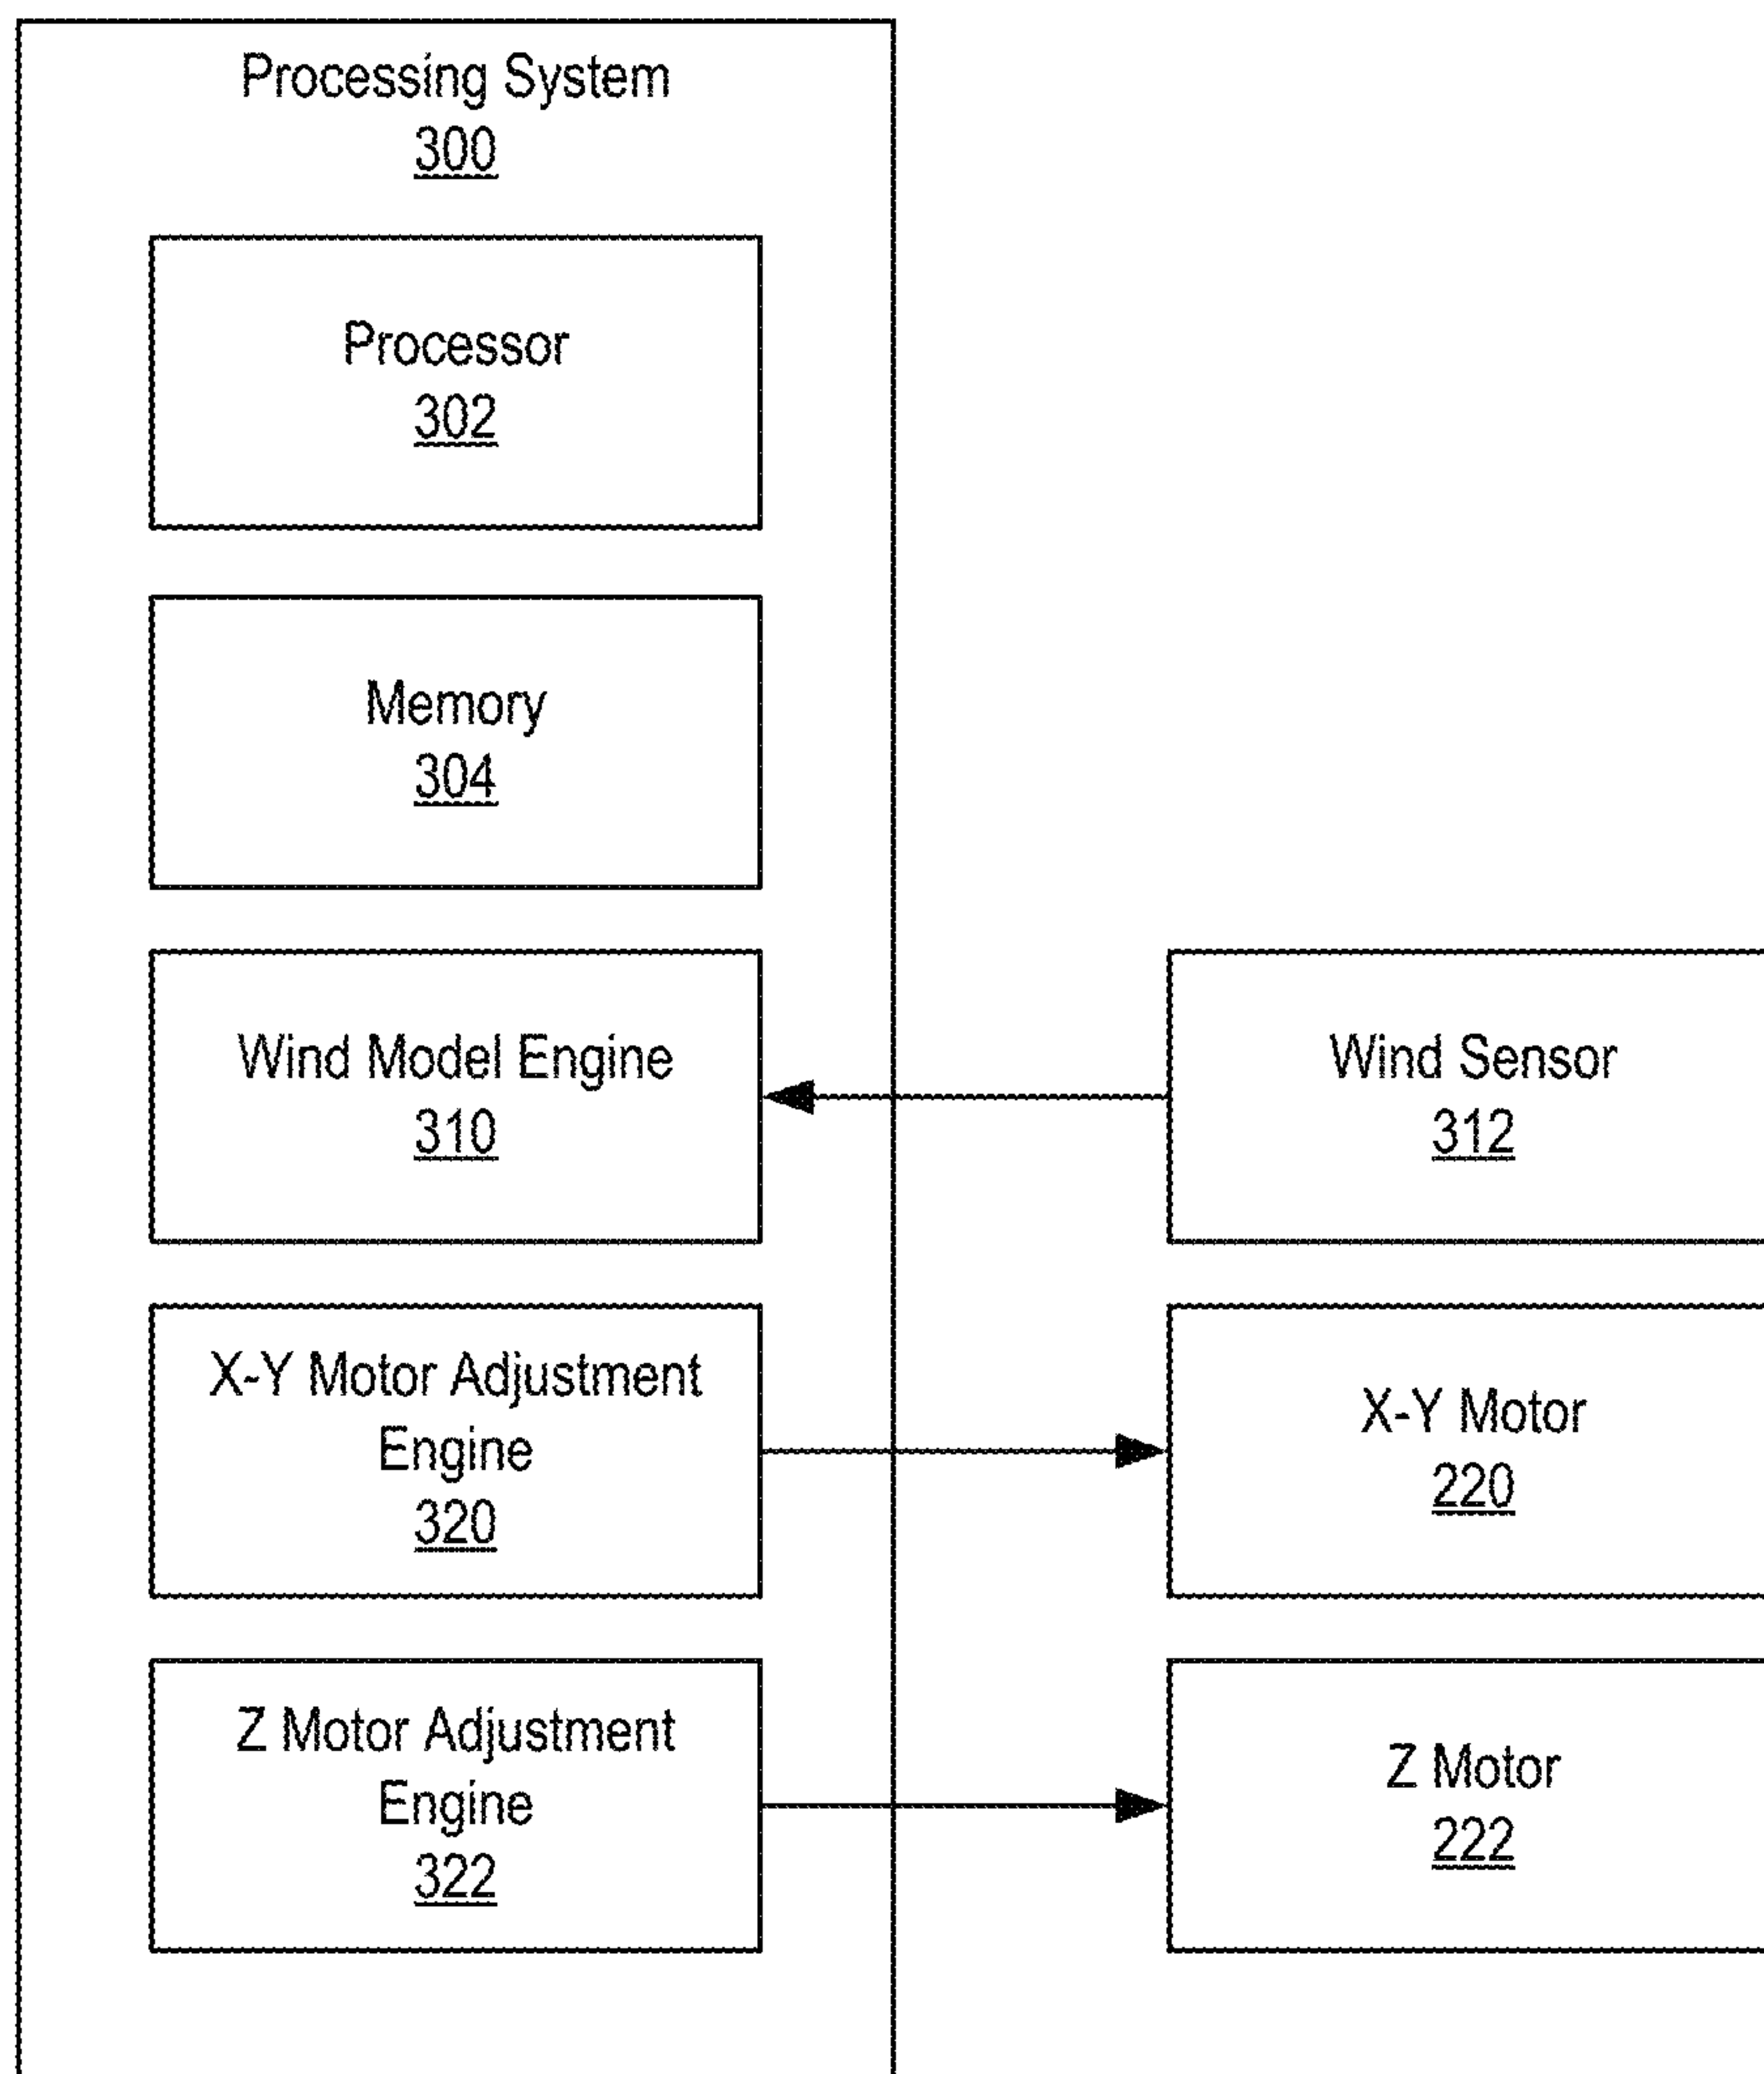 Processing System
300
Processor
302
Memory
304
Wind Model Engine
310
Wind Sensor
312
X-Y Motor Adjustment
Engine
320
X-Y Motor
220
Z Motor Adjustment
Engine
322
Z Motor
222